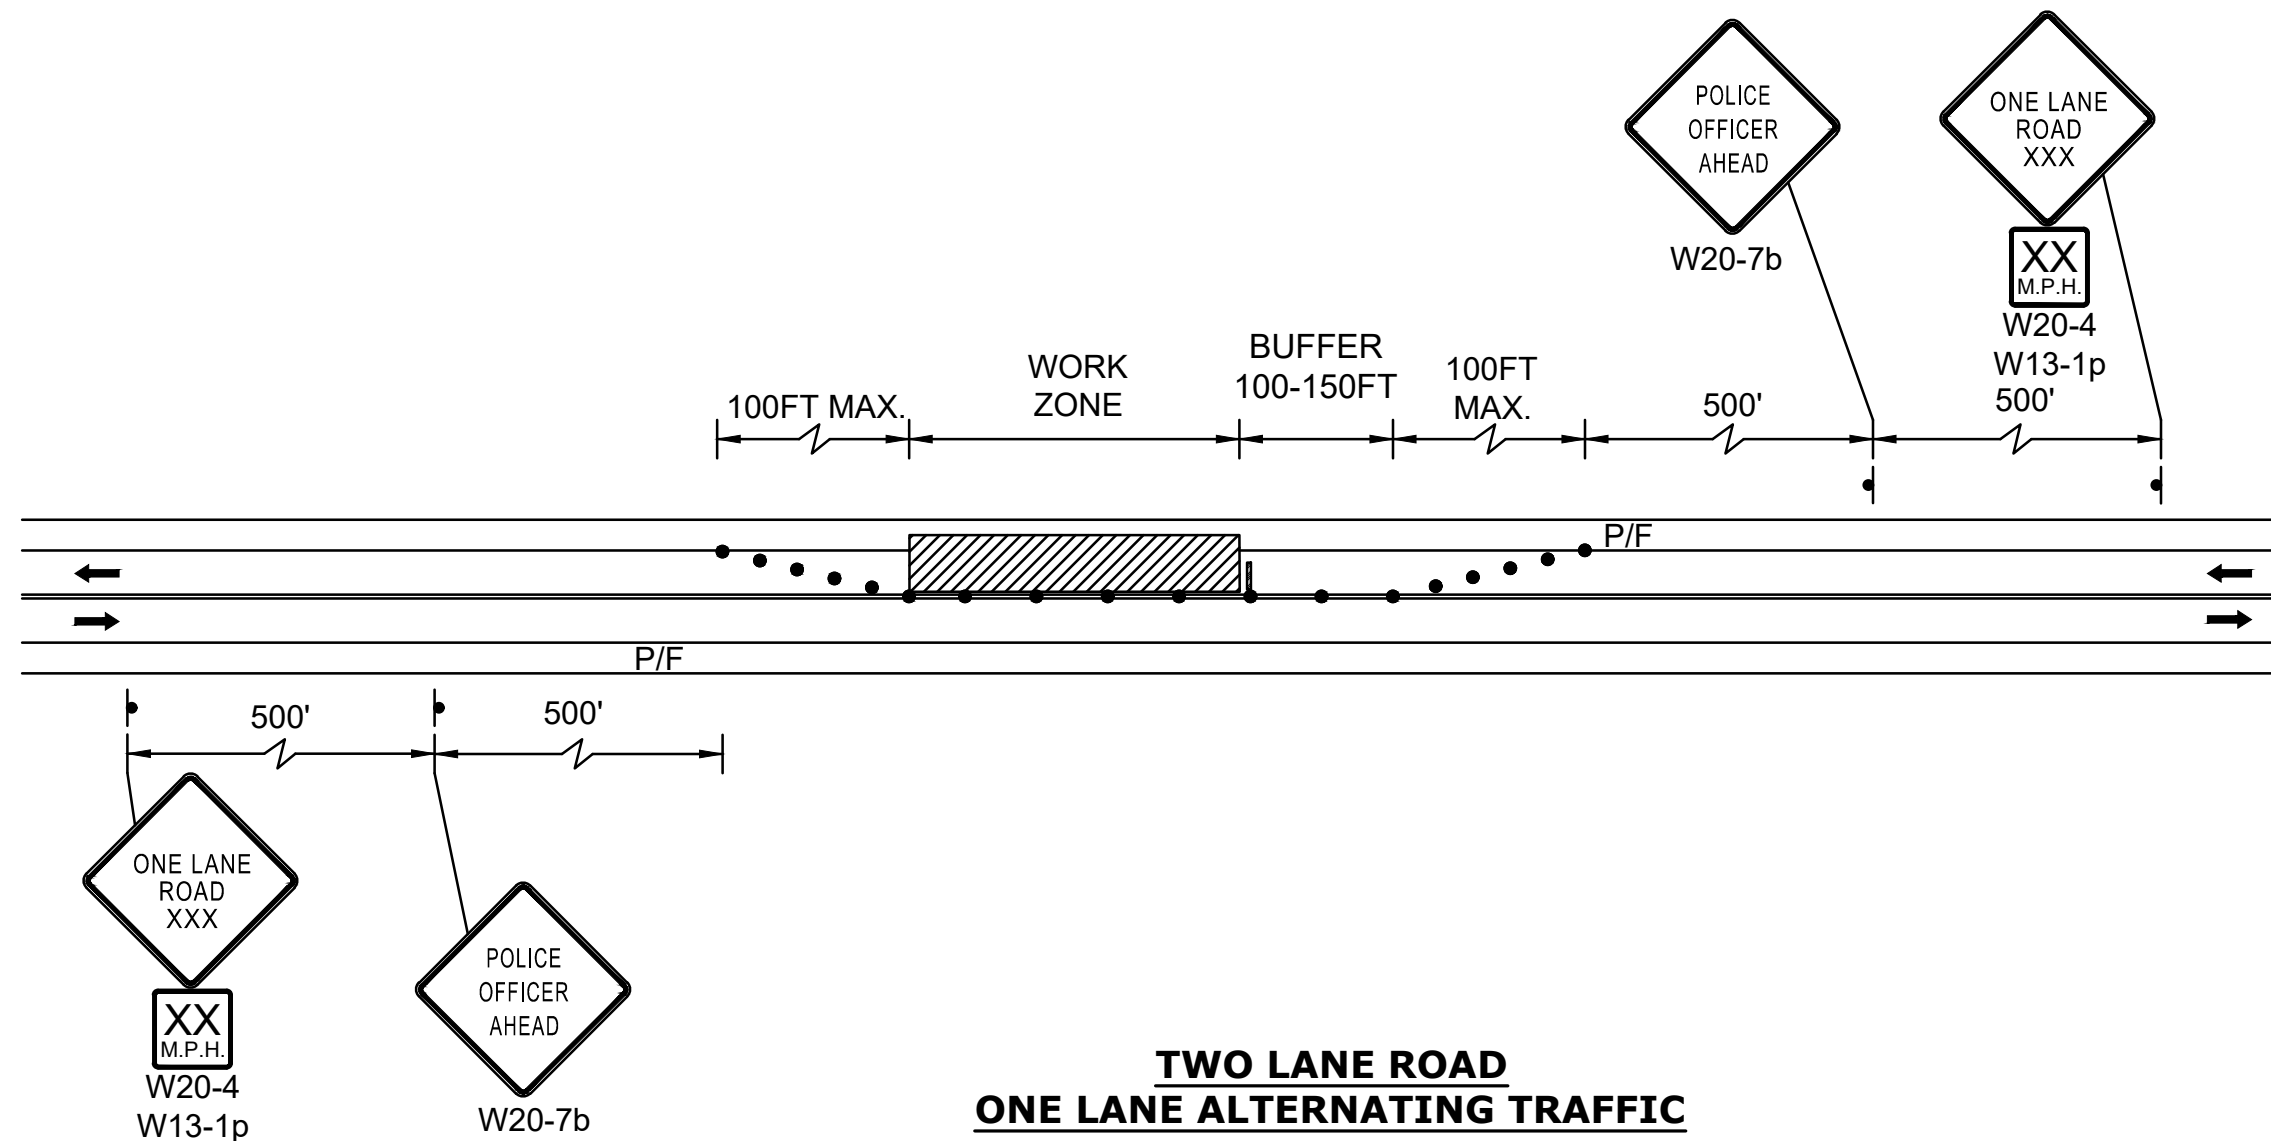 POLICE
OFFICER
AHEAD
W20-7b
ONE LANE
ROAD
XXX
XX
M.P.H.
W20-4
W13-1p
100FT MAX.
WORK
ZONE
BUFFER
100-150FT
100FT
MAX.
500'
500'
P/F
P/F
500'
500'
ONE LANE
ROAD
XXX
XX
M.P.H.
W20-4
W13-1p
POLICE
OFFICER
AHEAD
W20-7b
TWO LANE ROAD
ONE LANE ALTERNATING TRAFFIC